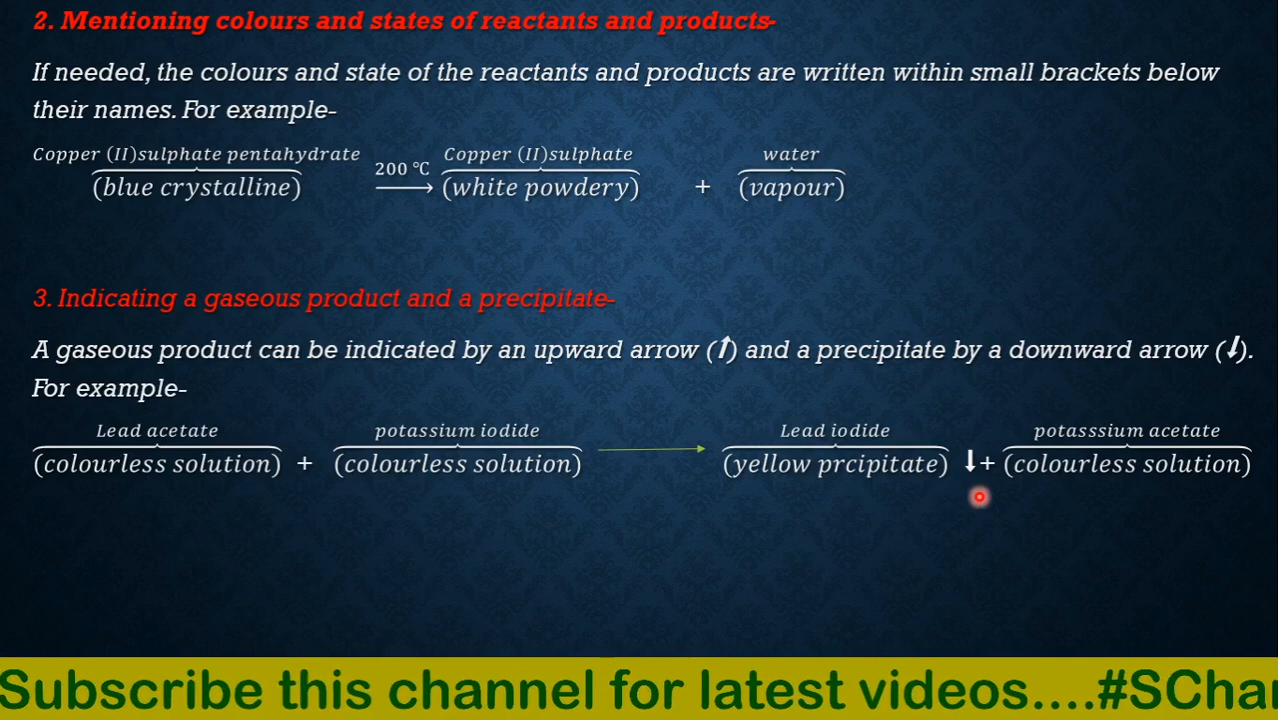 2. Mentioning colours and states of reactants and products-
If needed, the colours and state of the reactants and products are written within small brackets below
their names. For example-
Copper (II)sulphate pentahydrate 200 °C Copper (II)sulphate water
(blue crystalline) ⟶ (white powdery) + (vapour)
3. Indicating a gaseous product and a precipitate-
A gaseous product can be indicated by an upward arrow (↑) and a precipitate by a downward arrow (↓).
For example-
Lead acetate potassium iodide Lead iodide potasssium acetate
(colourless solution) + (colourless solution) ⟶ (yellow prcipitate) ↓+ (colourless solution)
Subscribe this channel for latest videos....#SChar